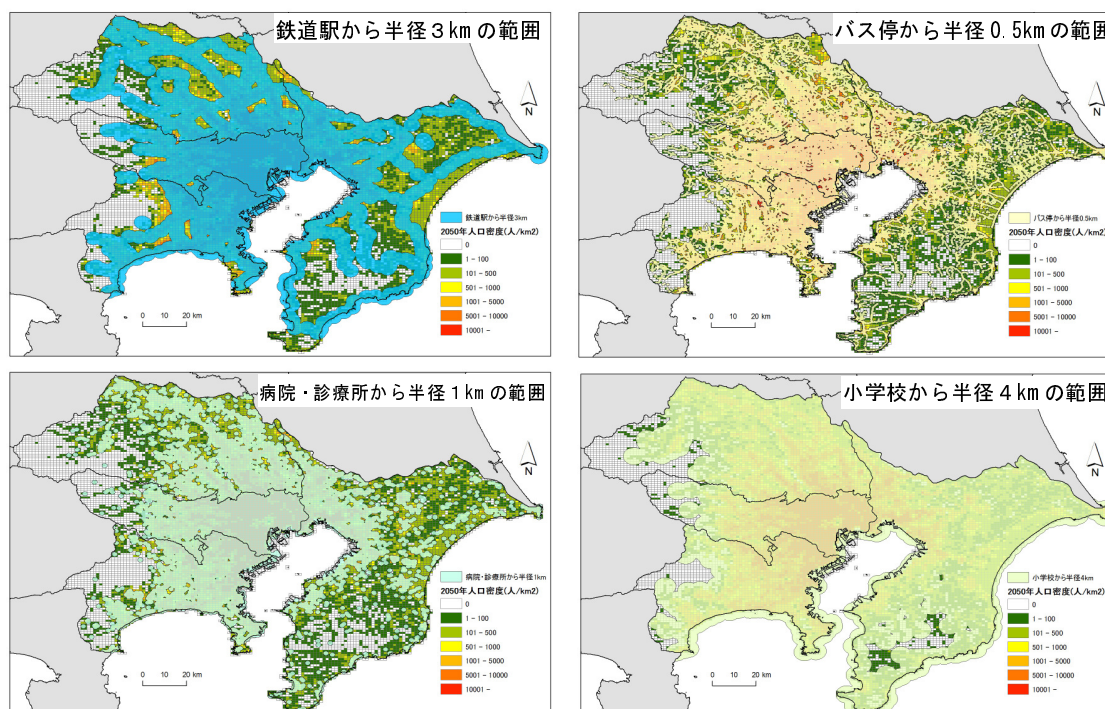 鉄道駅から半径3kmの範囲
N
鉄道駅から半径3km
2050年人口密度(人/km2)
0
1 - 100
101 - 500
501 - 1000
1001 - 5000
5001 - 10000
10001 -
0 10 20 km
バス停から半径0.5kmの範囲
N
バス停から半径0.5km
2050年人口密度(人/km2)
0
1 - 100
101 - 500
501 - 1000
1001 - 5000
5001 - 10000
10001 -
0 10 20 km
病院・診療所から半径1kmの範囲
N
病院・診療所から半径1km
2050年人口密度(人/km2)
0
1 - 100
101 - 500
501 - 1000
1001 - 5000
5001 - 10000
10001 -
0 10 20 km
小学校から半径4kmの範囲
N
小学校から半径4km
2050年人口密度(人/km2)
0
1 - 100
101 - 500
501 - 1000
1001 - 5000
5001 - 10000
10001 -
0 10 20 km